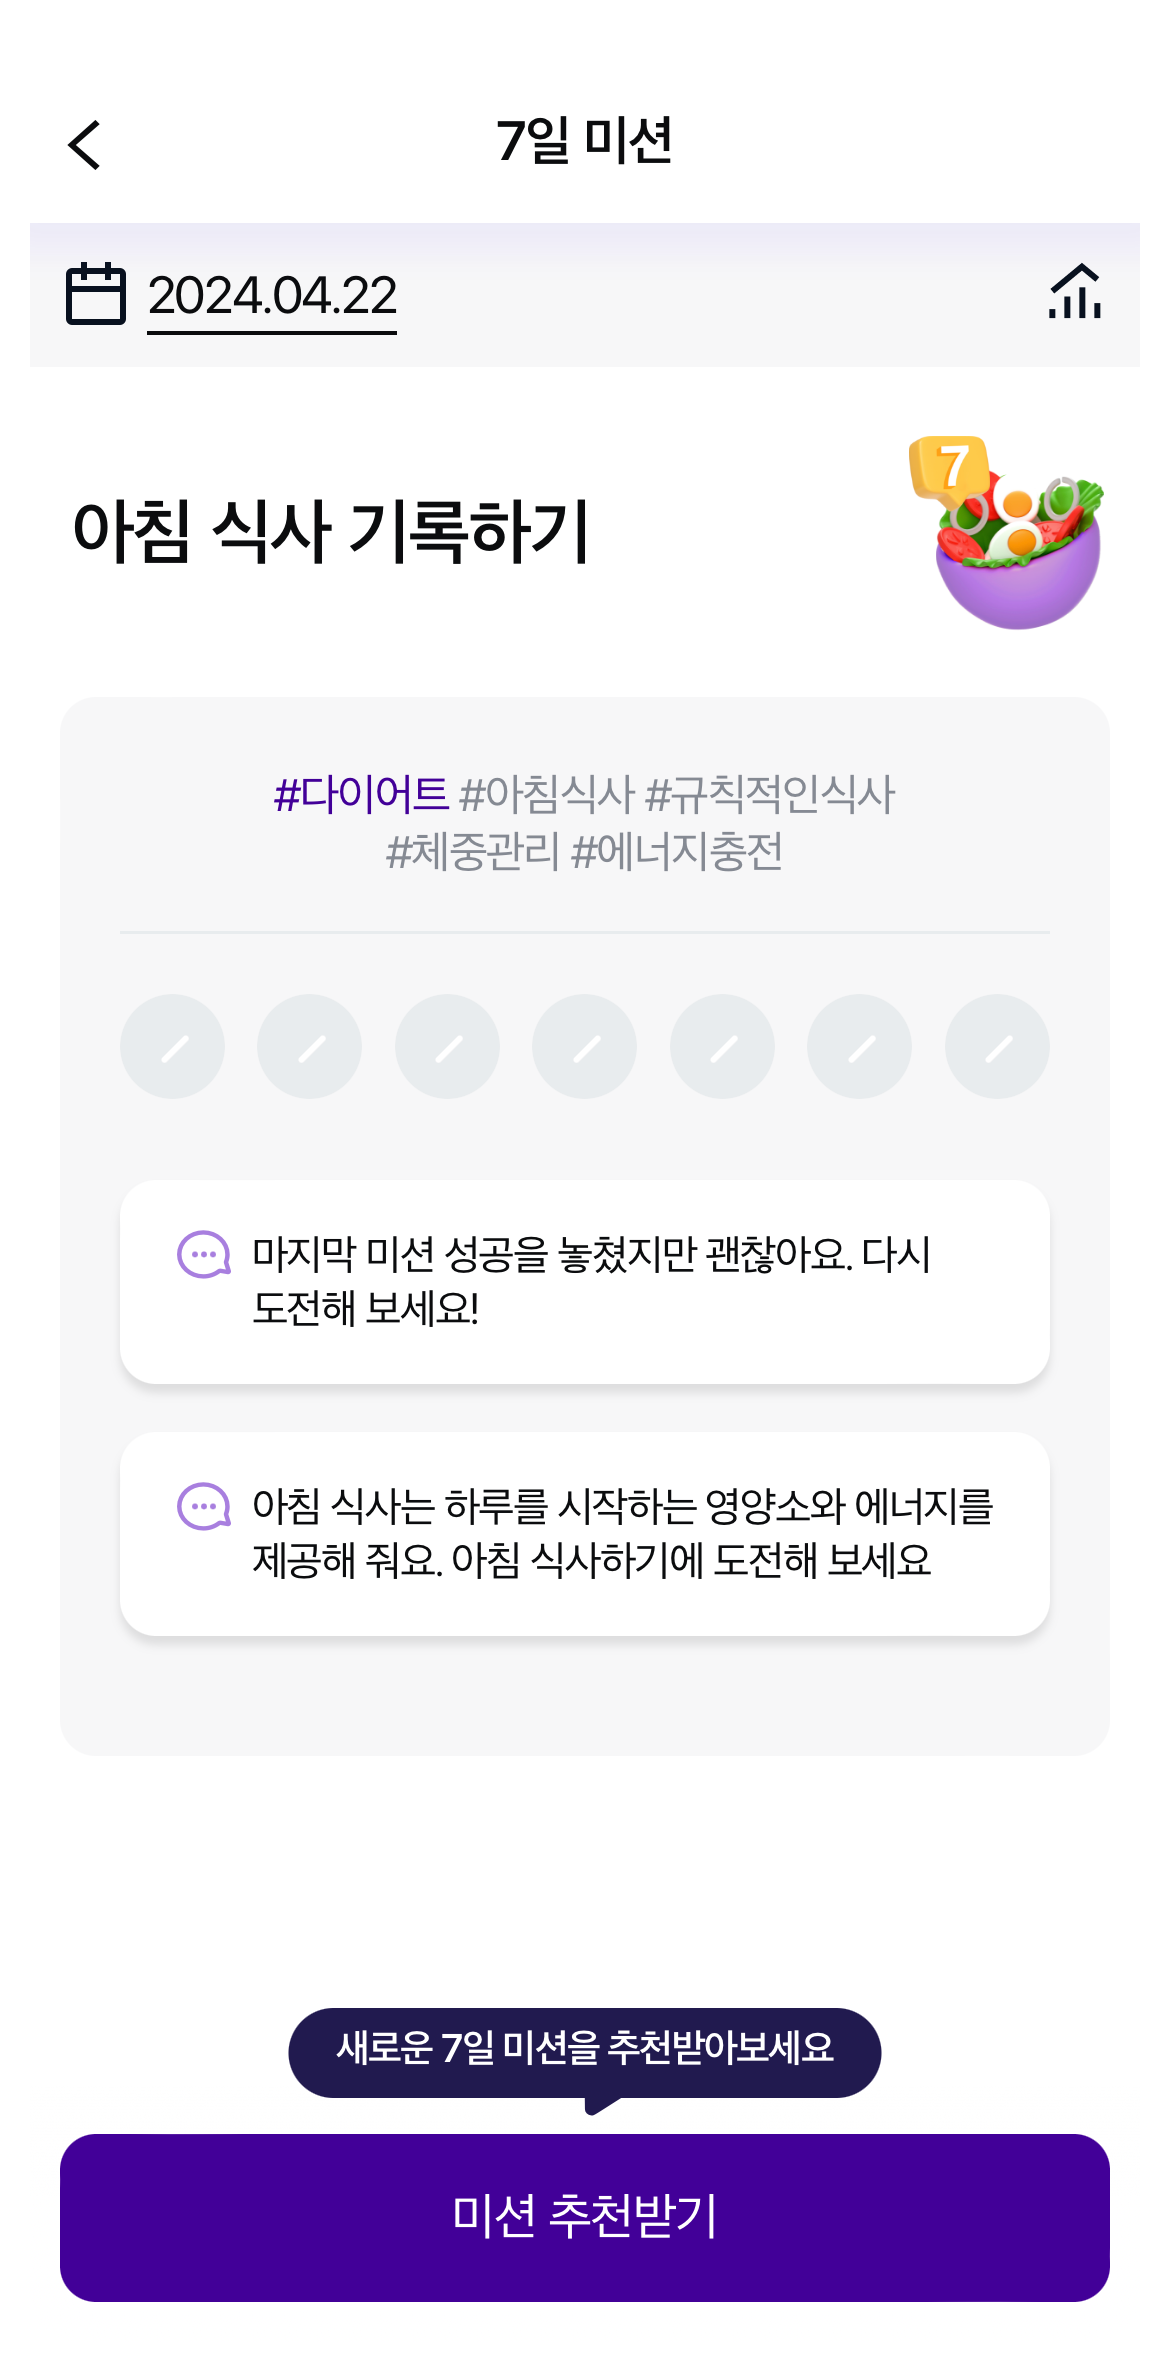 7일 미션
2024.04.22
7
아침 식사 기록하기
#다이어트 #아침식사 #규칙적인식사
#체중관리 #에너지충전
마지막 미션 성공을 놓쳤지만 괜찮아요. 다시
도전해 보세요!
아침 식사는 하루를 시작하는 영양소와 에너지를
제공해 줘요. 아침 식사하기에 도전해 보세요
새로운 7일 미션을 추천받아보세요
미션 추천받기